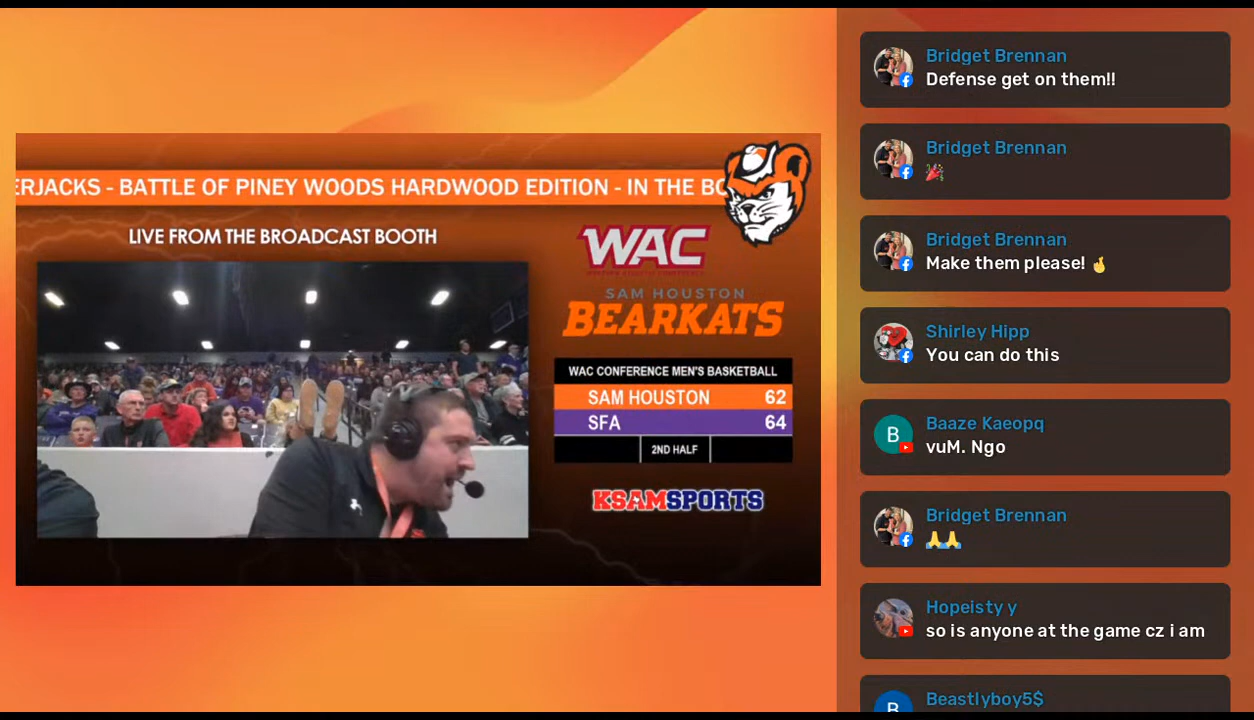 ERJACKS - BATTLE OF PINEY WOODS HARDWOOD EDITION - IN THE BO
LIVE FROM THE BROADCAST BOOTH
WAC
WESTERN ATHLETIC CONFERENCE
SAM HOUSTON
BEARKATS
WAC CONFERENCE MEN'S BASKETBALL
SAM HOUSTON 62
SFA 64
2ND HALF
KSAMSPORTS
Bridget Brennan
Defense get on them!!
Bridget Brennan
🎉
Bridget Brennan
Make them please! 🤞
Shirley Hipp
You can do this
B
Baaze Kaeopq
vuM. Ngo
Bridget Brennan
🙏🙏
Hopeisty y
so is anyone at the game cz i am
B
Beastlyboy5$